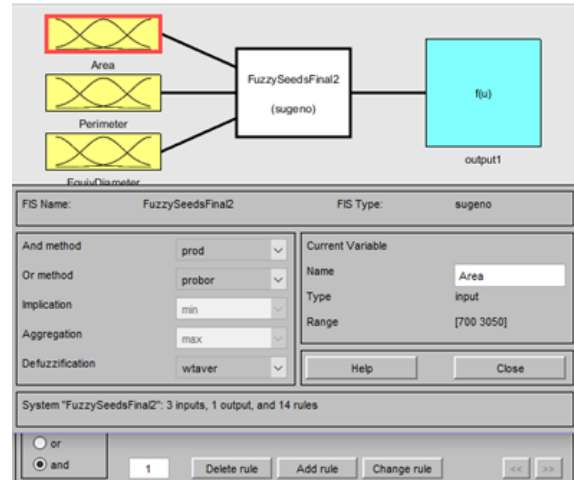 Area
FuzzySeedsFinal2
(sugeno)
f(u)
Perimeter
output1
EquivDiameter
FIS Name: FuzzySeedsFinal2 FIS Type: sugeno
And method prod
Or method probor
Implication min
Aggregation max
Defuzzification wtaver
Current Variable
Name Area
Type input
Range [700 3050]
Help Close
System "FuzzySeedsFinal2": 3 inputs, 1 output, and 14 rules
or
and 1 Delete rule Add rule Change rule << >>